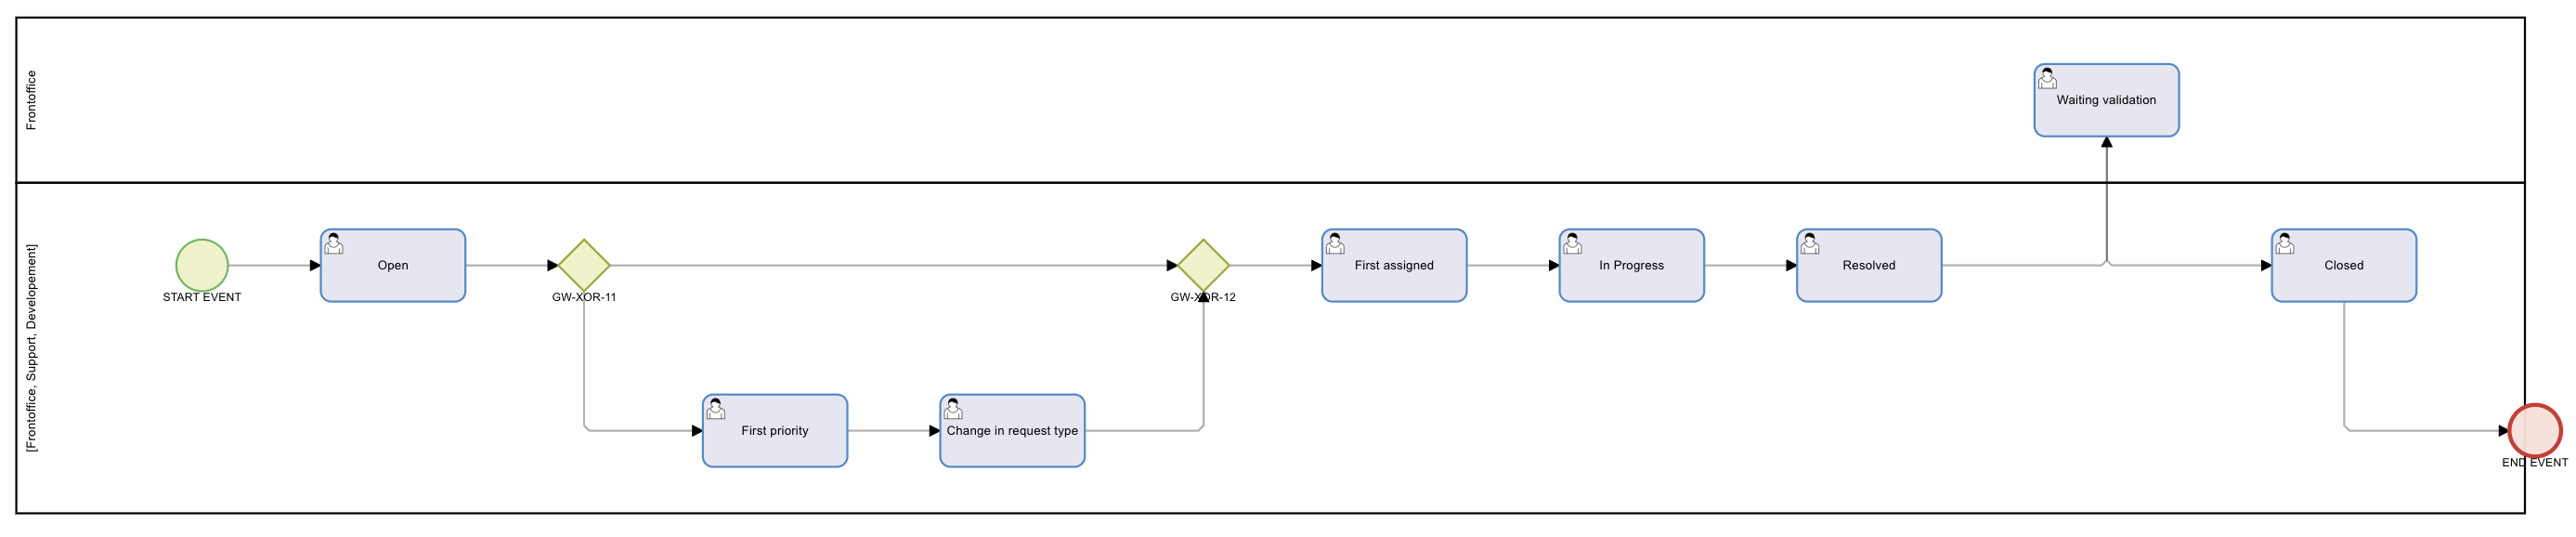 Frontoffice
Waiting validation
[Frontoffice, Support, Developement]
START EVENT
Open
GW-XOR-11
GW-XOR-12
First assigned
In Progress
Resolved
Closed
First priority
Change in request type
END EVENT